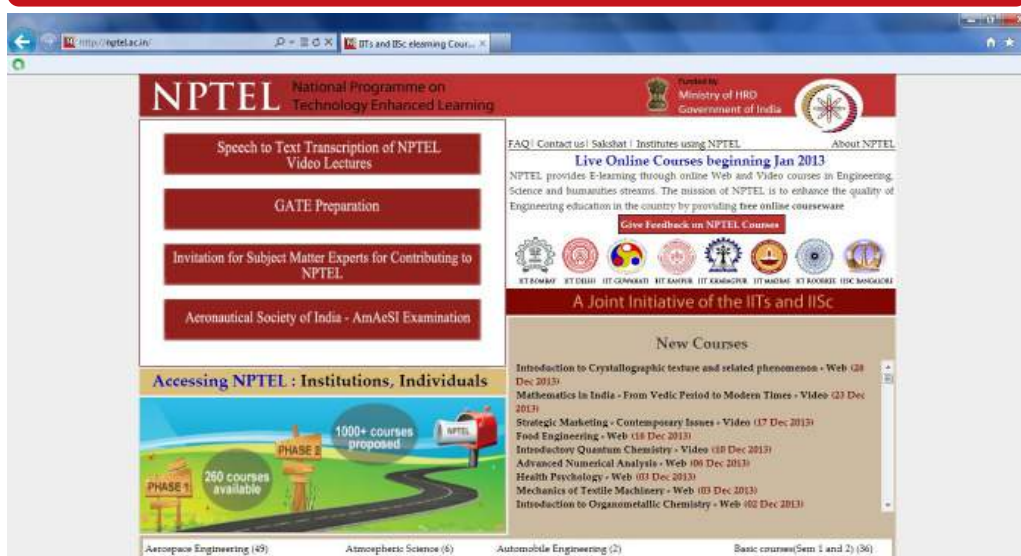 http://nptel.ac.in/
IITs and IISc elearning Cour...
NPTEL
National Programme on
Technology Enhanced Learning
Funded by
Ministry of HRD
Government of India
Speech to Text Transcription of NPTEL
Video Lectures
GATE Preparation
Invitation for Subject Matter Experts for Contributing to
NPTEL
Aeronautical Society of India - AmAeSI Examination
FAQ | Contact us | Sakshat | Institutes using NPTEL About NPTEL
Live Online Courses beginning Jan 2013
NPTEL provides E-learning through online Web and Video courses in Engineering,
Science and humanities streams. The mission of NPTEL is to enhance the quality of
Engineering education in the country by providing free online courseware
Give Feedback on NPTEL Courses
IIT BOMBAY IIT DELHI IIT GUWAHATI IIT KANPUR IIT KHARAGPUR IIT MADRAS IIT ROORKEE IISC BANGALORE
A Joint Initiative of the IITs and IISc
Accessing NPTEL : Institutions, Individuals
1000+ courses
proposed
NPTEL
PHASE 2
260 courses
available
PHASE 1
New Courses
Introduction to Crystallographic texture and related phenomenon - Web (28
Dec 2013)
Mathematics in India - From Vedic Period to Modern Times - Video (23 Dec
2013)
Strategic Marketing - Contemporary Issues - Video (17 Dec 2013)
Food Engineering - Web (16 Dec 2013)
Introductory Quantum Chemistry - Video (10 Dec 2013)
Advanced Numerical Analysis - Web (06 Dec 2013)
Health Psychology - Web (03 Dec 2013)
Mechanics of Textile Machinery - Web (03 Dec 2013)
Introduction to Organometallic Chemistry - Web (02 Dec 2013)
Aerospace Engineering (49) Atmospheric Science (6) Automobile Engineering (2) Basic courses(Sem 1 and 2) (36)